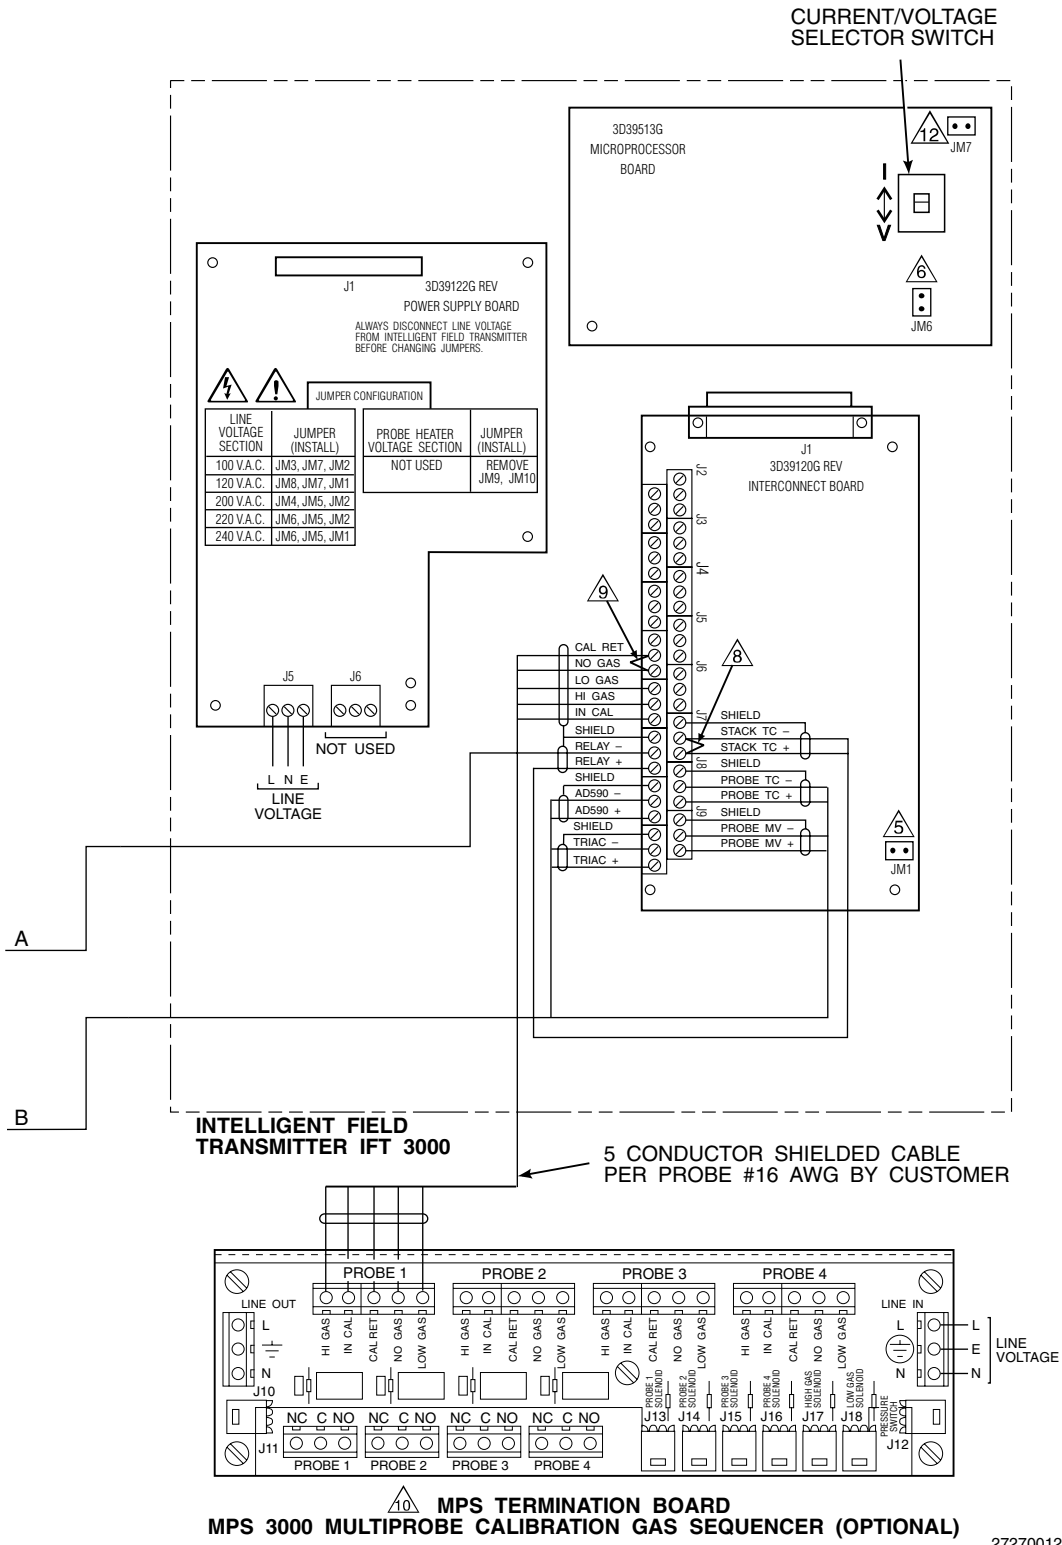 CURRENT/VOLTAGE
SELECTOR SWITCH
3D39513G
MICROPROCESSOR
BOARD
12
JM7
I
V
6
JM6
J1
3D39122G REV
POWER SUPPLY BOARD
ALWAYS DISCONNECT LINE VOLTAGE
FROM INTELLIGENT FIELD TRANSMITTER
BEFORE CHANGING JUMPERS.
JUMPER CONFIGURATION
LINE VOLTAGE SECTION JUMPER (INSTALL)
100 V.A.C. JM3, JM7, JM2
120 V.A.C. JM8, JM7, JM1
200 V.A.C. JM4, JM5, JM2
220 V.A.C. JM6, JM5, JM2
240 V.A.C. JM6, JM5, JM1
PROBE HEATER VOLTAGE SECTION JUMPER (INSTALL)
NOT USED REMOVE JM9, JM10
J5
J6
NOT USED
L N E
LINE
VOLTAGE
J1
3D39120G REV
INTERCONNECT BOARD
J2
J3
J4
J5
J6
J7
J8
J9
9
8
CAL RET
NO GAS
LO GAS
HI GAS
IN CAL
SHIELD
RELAY –
RELAY +
SHIELD
AD590 –
AD590 +
SHIELD
TRIAC –
TRIAC +
SHIELD
STACK TC –
STACK TC +
SHIELD
PROBE TC –
PROBE TC +
SHIELD
PROBE MV –
PROBE MV +
5
JM1
A
B
INTELLIGENT FIELD
TRANSMITTER IFT 3000
5 CONDUCTOR SHIELDED CABLE
PER PROBE #16 AWG BY CUSTOMER
PROBE 1 PROBE 2 PROBE 3 PROBE 4
LINE OUT
L
N
HI GAS IN CAL CAL RET NO GAS LOW GAS
HI GAS IN CAL CAL RET NO GAS LOW GAS
HI GAS IN CAL CAL RET NO GAS LOW GAS
HI GAS IN CAL CAL RET NO GAS LOW GAS
LINE IN
L
N
L
E
N
LINE
VOLTAGE
J10
J11
NC C NO NC C NO NC C NO NC C NO
PROBE 1 PROBE 2 PROBE 3 PROBE 4
PROBE 1 SOLENOID
PROBE 2 SOLENOID
PROBE 3 SOLENOID
PROBE 4 SOLENOID
HIGH GAS SOLENOID
LOW GAS SOLENOID
PRESSURE SWITCH
J13 J14 J15 J16 J17 J18
J12
10
MPS TERMINATION BOARD
MPS 3000 MULTIPROBE CALIBRATION GAS SEQUENCER (OPTIONAL)
27270012